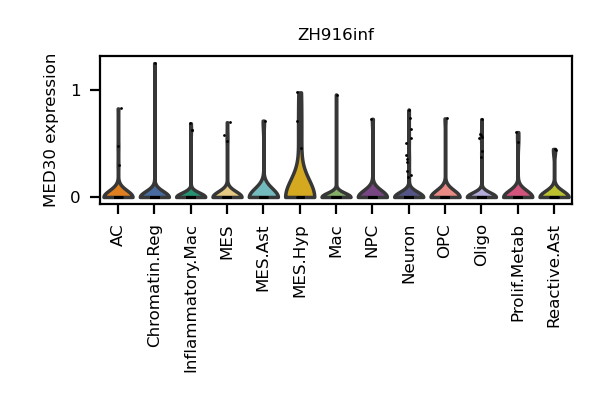 ZH916inf
MED30 expression
1
0
AC
Chromatin.Reg
Inflammatory.Mac
MES
MES.Ast
MES.Hyp
Mac
NPC
Neuron
OPC
Oligo
Prolif.Metab
Reactive.Ast